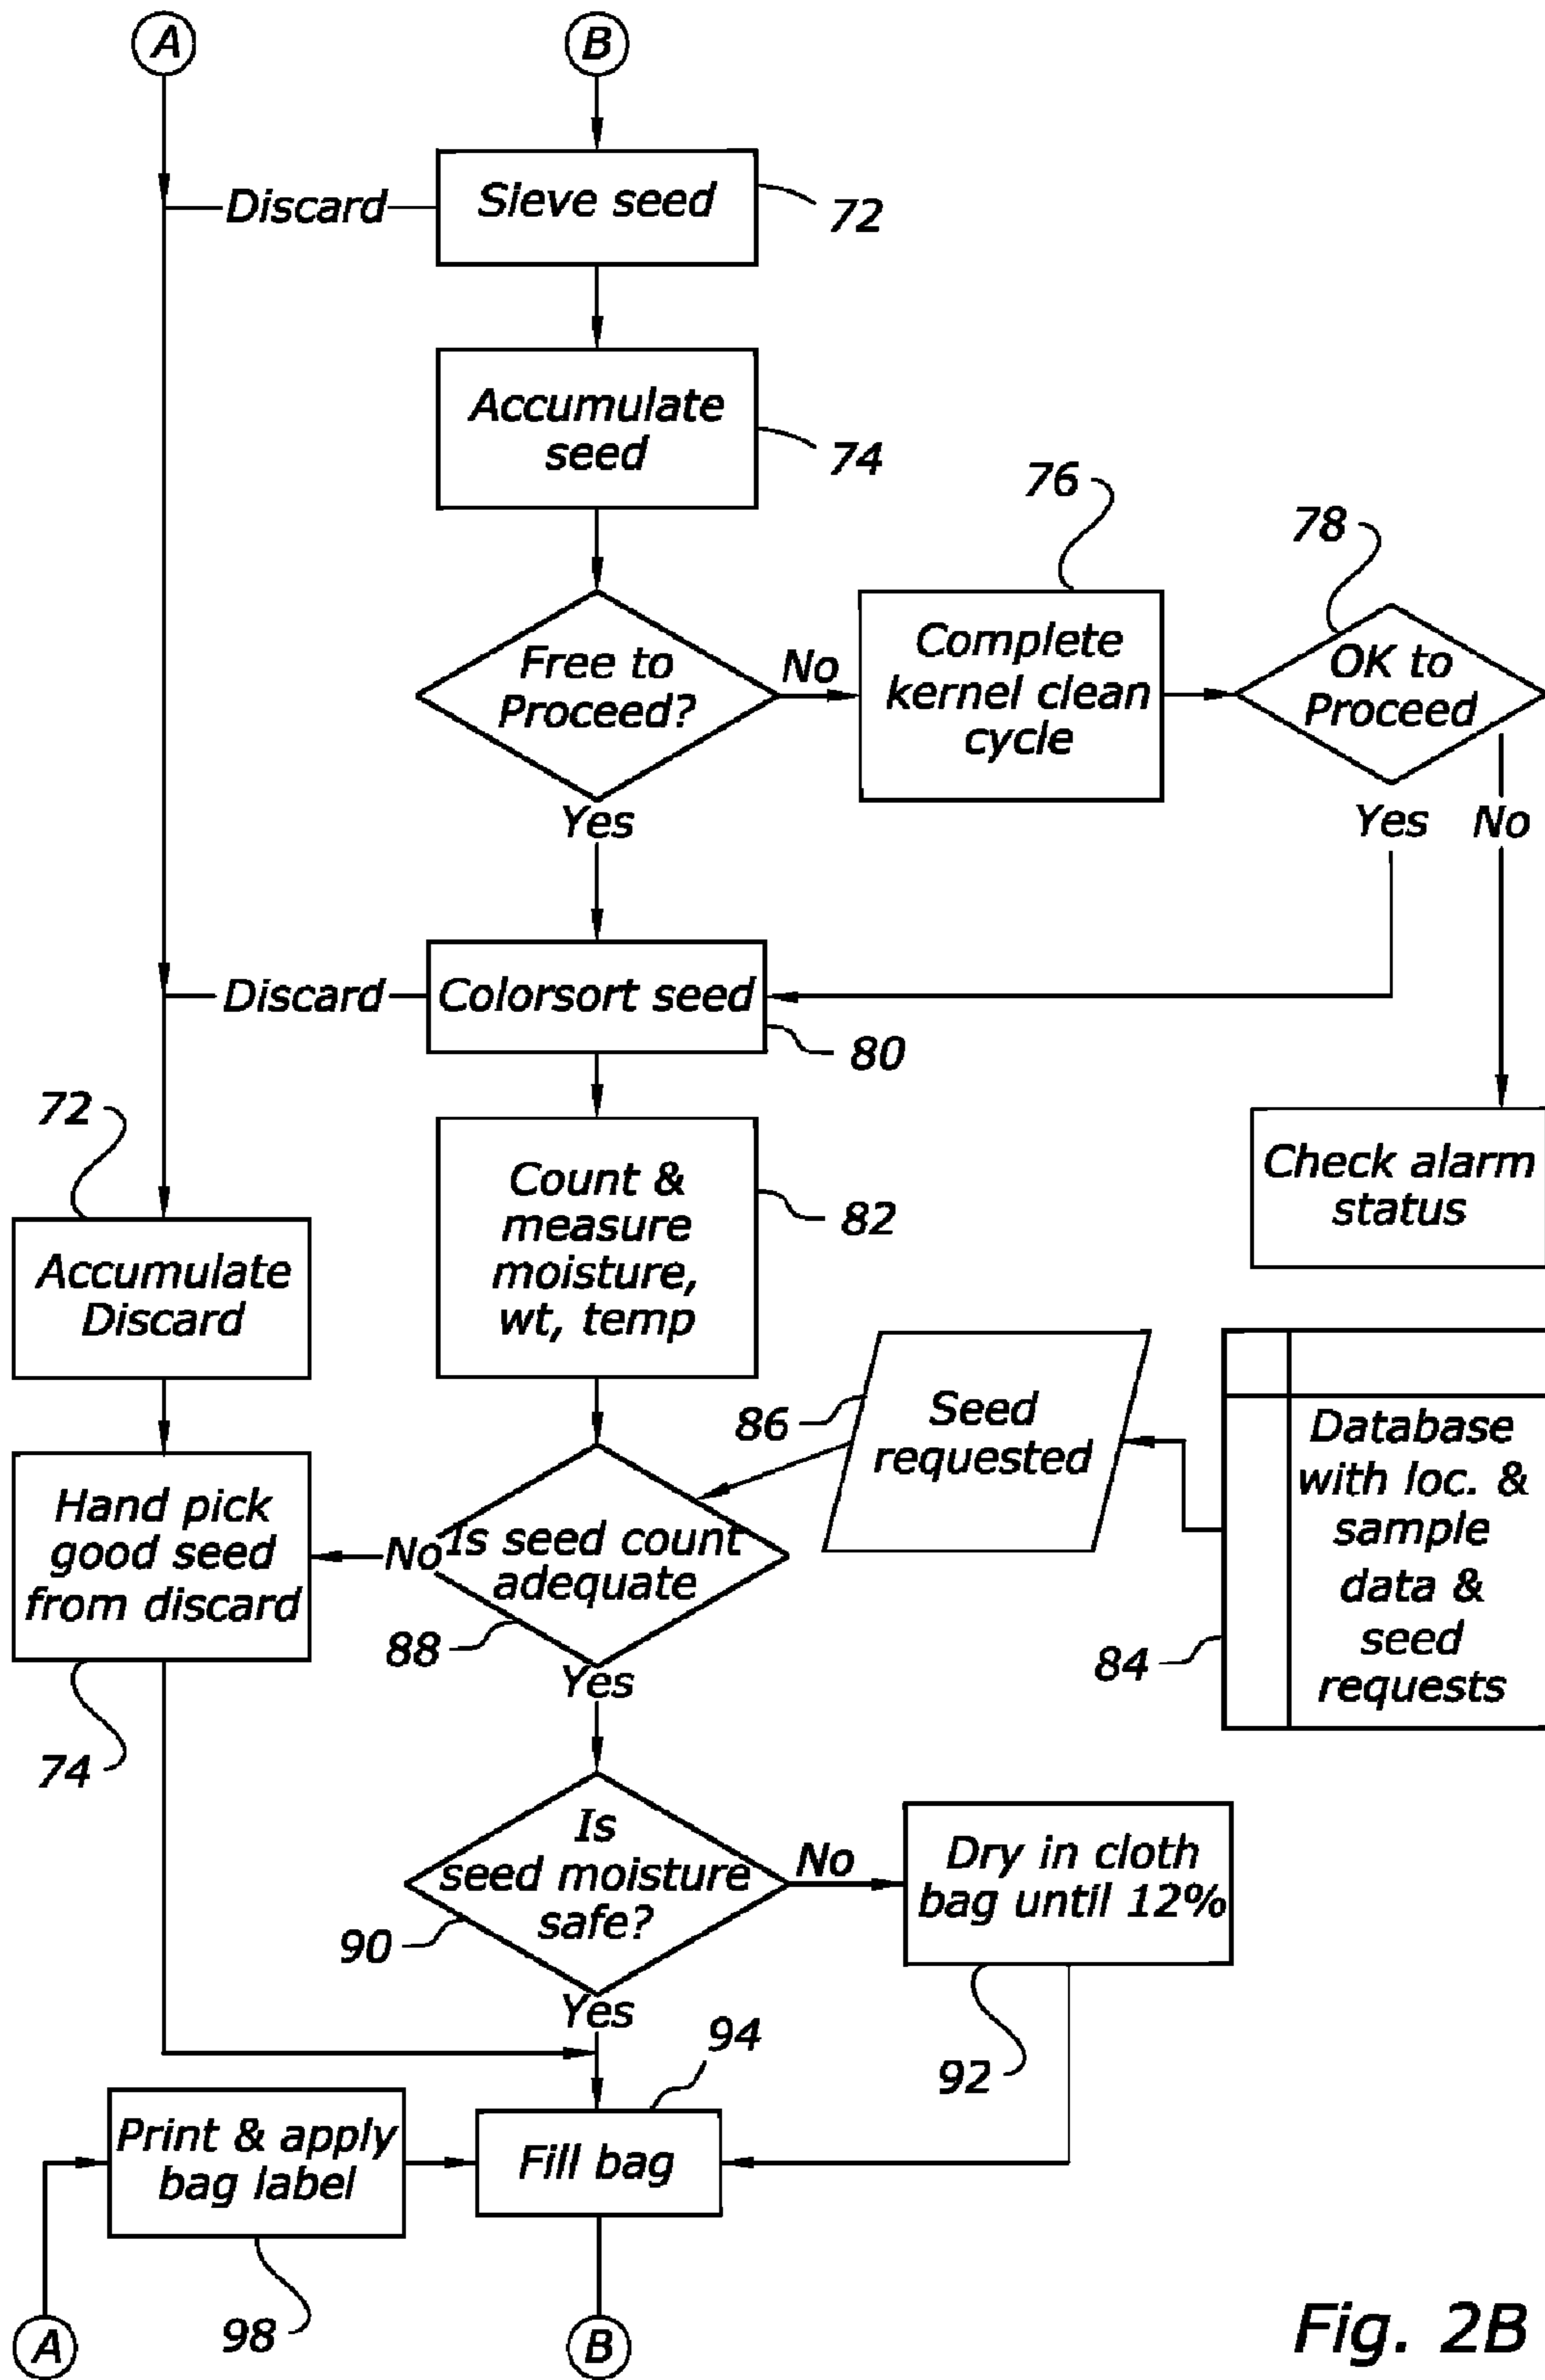 A
B
Discard
Sieve seed
72
Accumulate
seed
74
76
78
Free to
Proceed?
No
Complete
kernel clean
cycle
OK to
Proceed
Yes
Yes
No
Discard
Colorsort seed
80
72
Accumulate
Discard
Count &
measure
moisture,
wt, temp
82
Check alarm
status
86
Seed
requested
Database
with loc. &
sample
data &
seed
requests
84
Hand pick
good seed
from discard
74
No
Is seed count
adequate
88
Yes
Is
seed moisture
safe?
90
No
Dry in cloth
bag until 12%
92
Yes
94
Print & apply
bag label
98
Fill bag
A
B
Fig. 2B